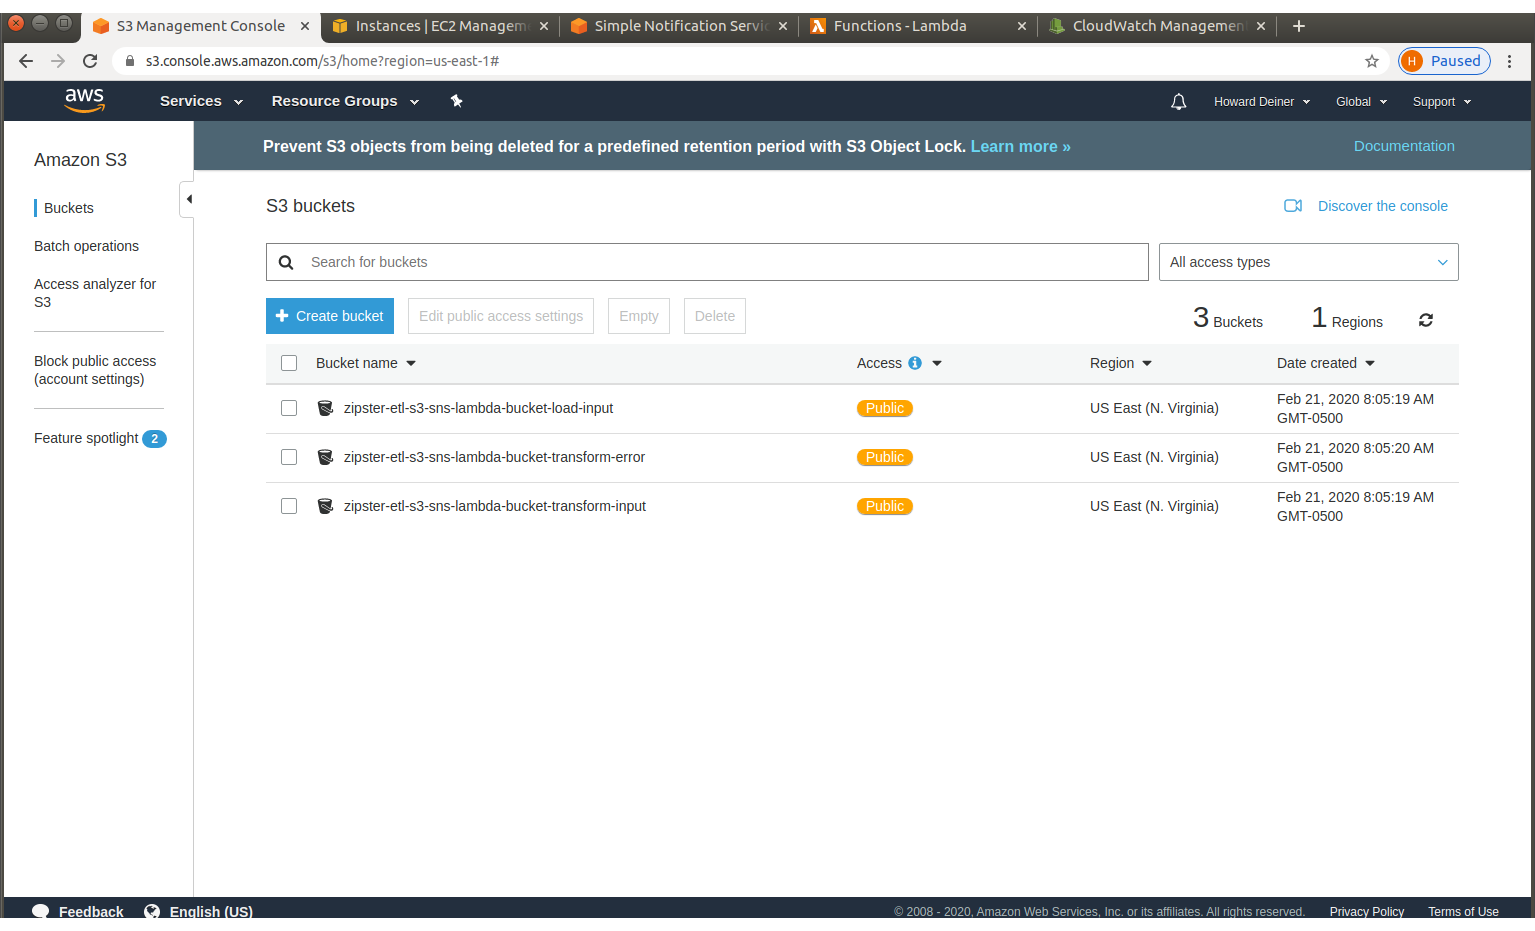 S3 Management Console
Instances | EC2 Managem
Simple Notification Servic
Functions - Lambda
CloudWatch Managemen
s3.console.aws.amazon.com/s3/home?region=us-east-1#
H Paused
aws
Services
Resource Groups
Howard Deiner
Global
Support
Amazon S3
Buckets
Batch operations
Access analyzer for
S3
Block public access
(account settings)
Feature spotlight 2
Prevent S3 objects from being deleted for a predefined retention period with S3 Object Lock. Learn more »
Documentation
S3 buckets
Discover the console
Search for buckets
All access types
Create bucket
Edit public access settings
Empty
Delete
3 Buckets
1 Regions
Bucket name
Access
Region
Date created
zipster-etl-s3-sns-lambda-bucket-load-input
Public
US East (N. Virginia)
Feb 21, 2020 8:05:19 AM
GMT-0500
zipster-etl-s3-sns-lambda-bucket-transform-error
Public
US East (N. Virginia)
Feb 21, 2020 8:05:20 AM
GMT-0500
zipster-etl-s3-sns-lambda-bucket-transform-input
Public
US East (N. Virginia)
Feb 21, 2020 8:05:19 AM
GMT-0500
Feedback
English (US)
© 2008 - 2020, Amazon Web Services, Inc. or its affiliates. All rights reserved.
Privacy Policy
Terms of Use